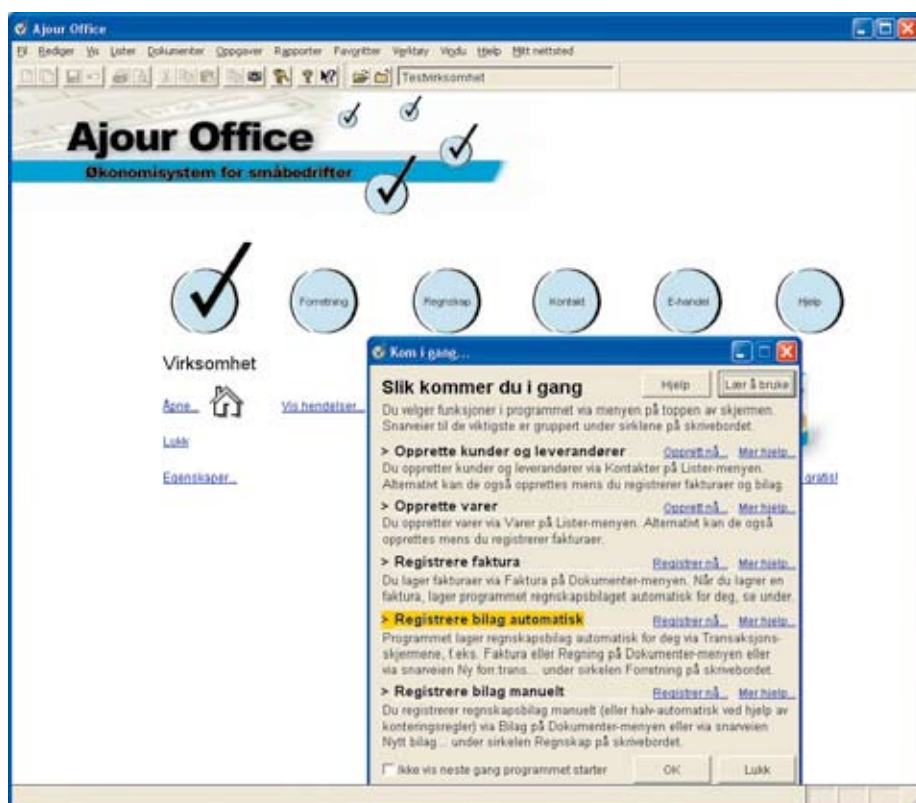 Ajour Office
Fil Rediger Vis Lister Dokumenter Oppgaver Rapporter Favoritter Verktøy Vindu Hjelp Mitt nettsted
Testvirksomhet
Ajour Office
Økonomisystem for småbedrifter
Forretning Regnskap Kontakt E-handel Hjelp
Virksomhet
Åpne... Vis hendelser...
Lukk
Egenskaper...
gratis!
Kom i gang...
Slik kommer du i gang Hjelp Lær å bruke
Du velger funksjoner i programmet via menyen på toppen av skjermen.
Snarveier til de viktigste er gruppert under sirklene på skrivebordet.
> Opprette kunder og leverandører Opprett nå... Mer hjelp...
Du oppretter kunder og leverandører via Kontakter på Lister-menyen.
Alternativt kan de også opprettes mens du registrerer fakturaer og bilag
> Opprette varer Opprett nå... Mer hjelp...
Du oppretter varer via Varer på Lister-menyen. Alternativt kan de også
opprettes mens du registrerer fakturaer.
> Registrere faktura Registrer nå... Mer hjelp...
Du lager fakturaer via Faktura på Dokumenter-menyen. Når du lagrer en
faktura, lager programmet regnskapsbilaget automatisk for deg, se under.
> Registrere bilag automatisk Registrer nå... Mer hjelp...
Programmet lager regnskapsbilag automatisk for deg via Transaksjons-
skjermene, f.eks. Faktura eller Regning på Dokumenter-menyen eller
via snarveien Ny forr.trans... under sirkelen Forretning på skrivebordet.
> Registrere bilag manuelt Registrer nå... Mer hjelp...
Du registrerer regnskapsbilag manuelt (eller halv-automatisk ved hjelp av
konteringsregler) via Bilag på Dokumenter-menyen eller via snarveien
Nytt bilag... under sirkelen Regnskap på skrivebordet.
Ikke vis neste gang programmet starter OK Lukk